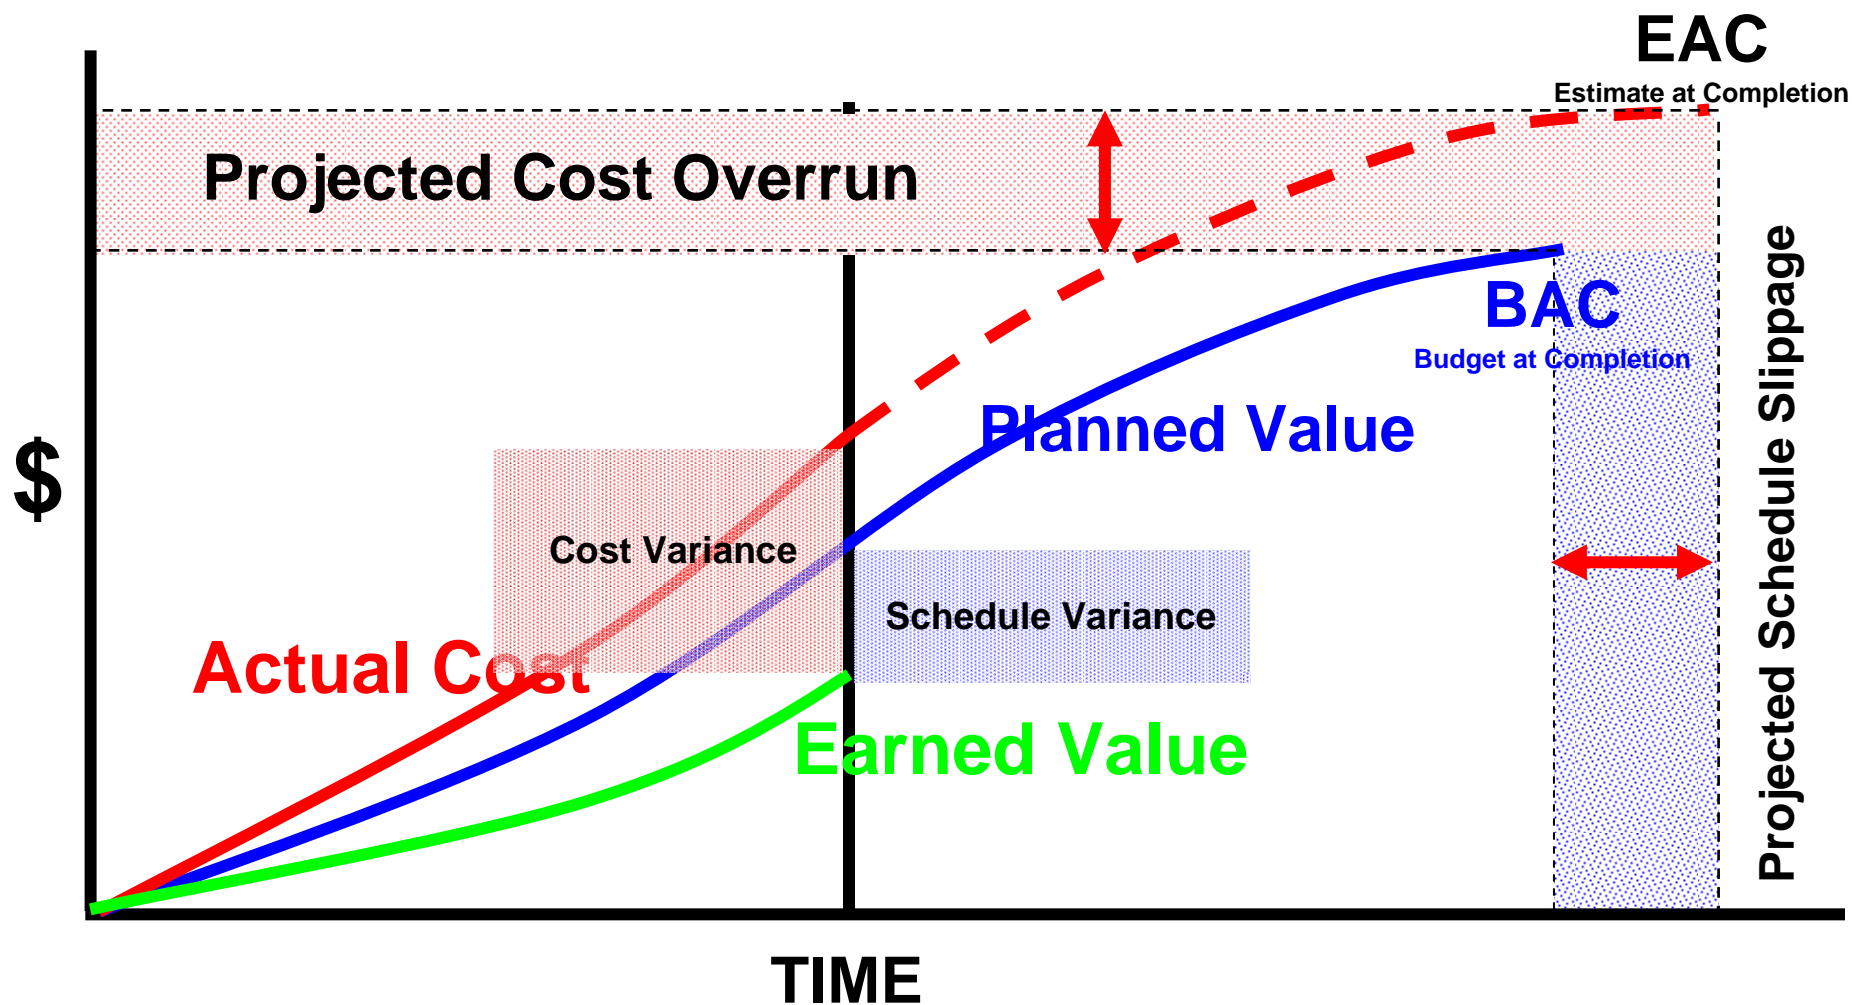 EAC
Estimate at Completion
Projected Cost Overrun
BAC
Budget at Completion
Planned Value
$
Cost Variance
Schedule Variance
Actual Cost
Earned Value
Projected Schedule Slippage
TIME